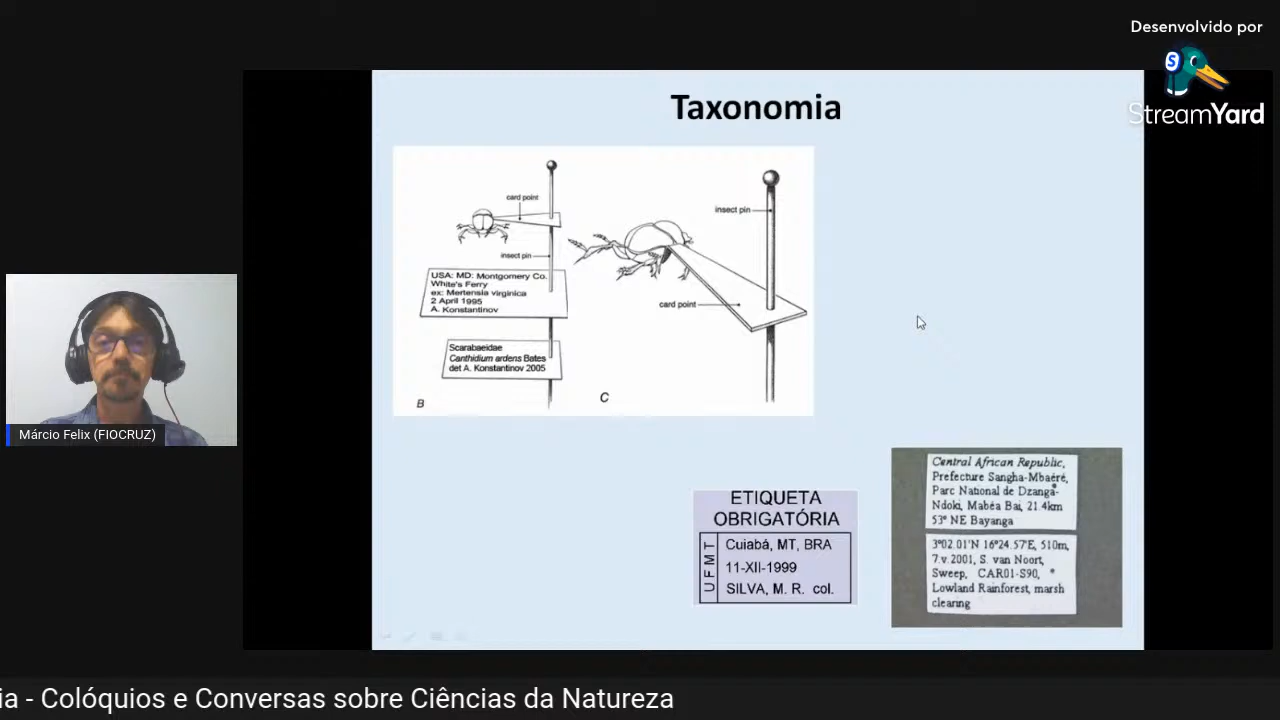 Desenvolvido por
StreamYard
Taxonomia
card point
insect pin
USA: MD: Montgomery Co.
White's Ferry
ex: Mertensia virginica
2 April 1995
A. Konstantinov
Scarabaeidae
Canthidium ardens Bates
det A. Konstantinov 2005
B
insect pin
card point
C
Márcio Felix (FIOCRUZ)
ETIQUETA
OBRIGATÓRIA
UFMT
Cuiabá, MT, BRA
11-XII-1999
SILVA, M. R. col.
Central African Republic,
Prefecture Sangha-Mbaéré,
Parc National de Dzanga-
Ndoki, Mabéa Bai, 21.4km
53° NE Bayanga
3°02.01'N 16°24.57'E, 510m,
7.v.2001, S. van Noort,
Sweep, CAR01-S90,
Lowland Rainforest, marsh
clearing
ia - Colóquios e Conversas sobre Ciências da Natureza